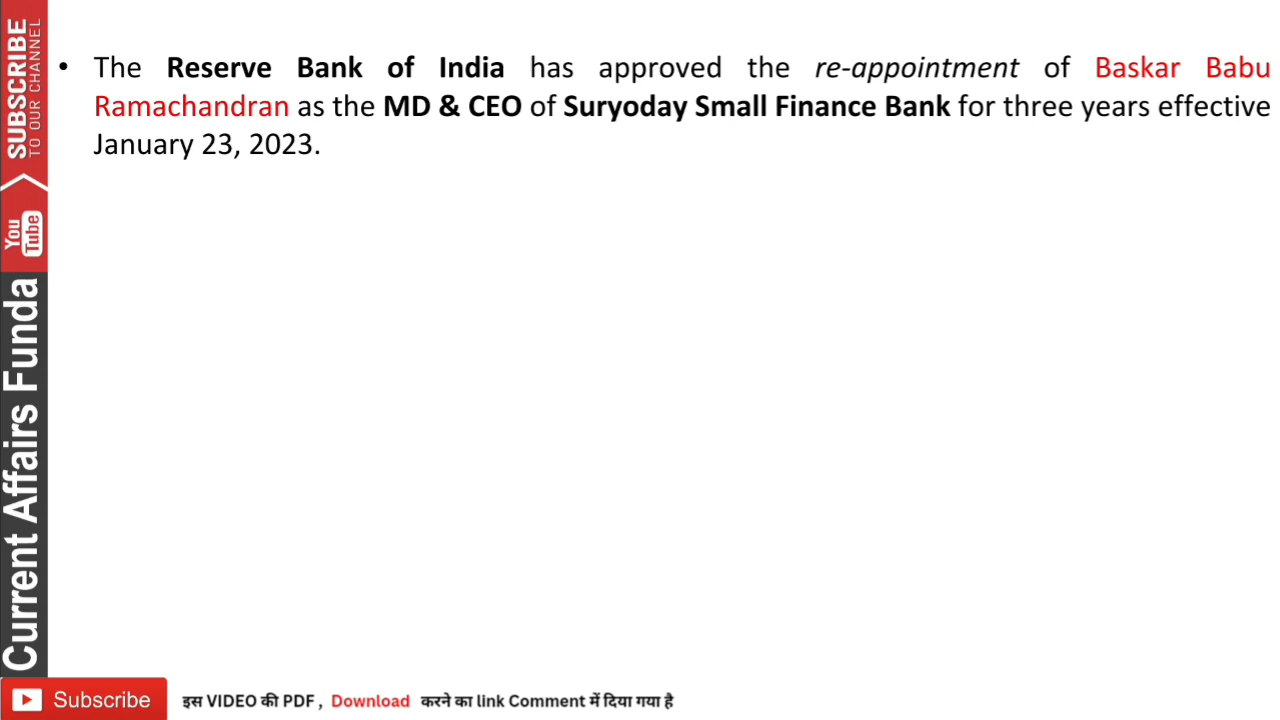 • The Reserve Bank of India has approved the re-appointment of Baskar Babu
Ramachandran as the MD & CEO of Suryoday Small Finance Bank for three years effective
January 23, 2023.
SUBSCRIBE
TO OUR CHANNEL
You
Tube
Current Affairs Funda
Subscribe
इस VIDEO की PDF , Download करने का link Comment में दिया गया है